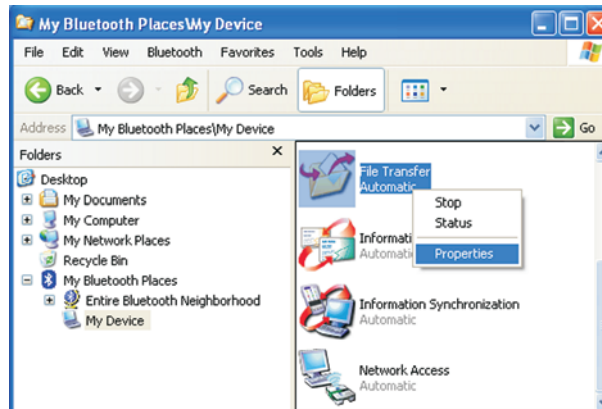 My Bluetooth Places\My Device
File Edit View Bluetooth Favorites Tools Help
Back Search Folders
Address My Bluetooth Places\My Device Go
Folders
Desktop
My Documents
My Computer
My Network Places
Recycle Bin
My Bluetooth Places
Entire Bluetooth Neighborhood
My Device
File Transfer
Automatic
Stop
Status
Properties
Informati
Automatic
Information Synchronization
Automatic
Network Access
Automatic